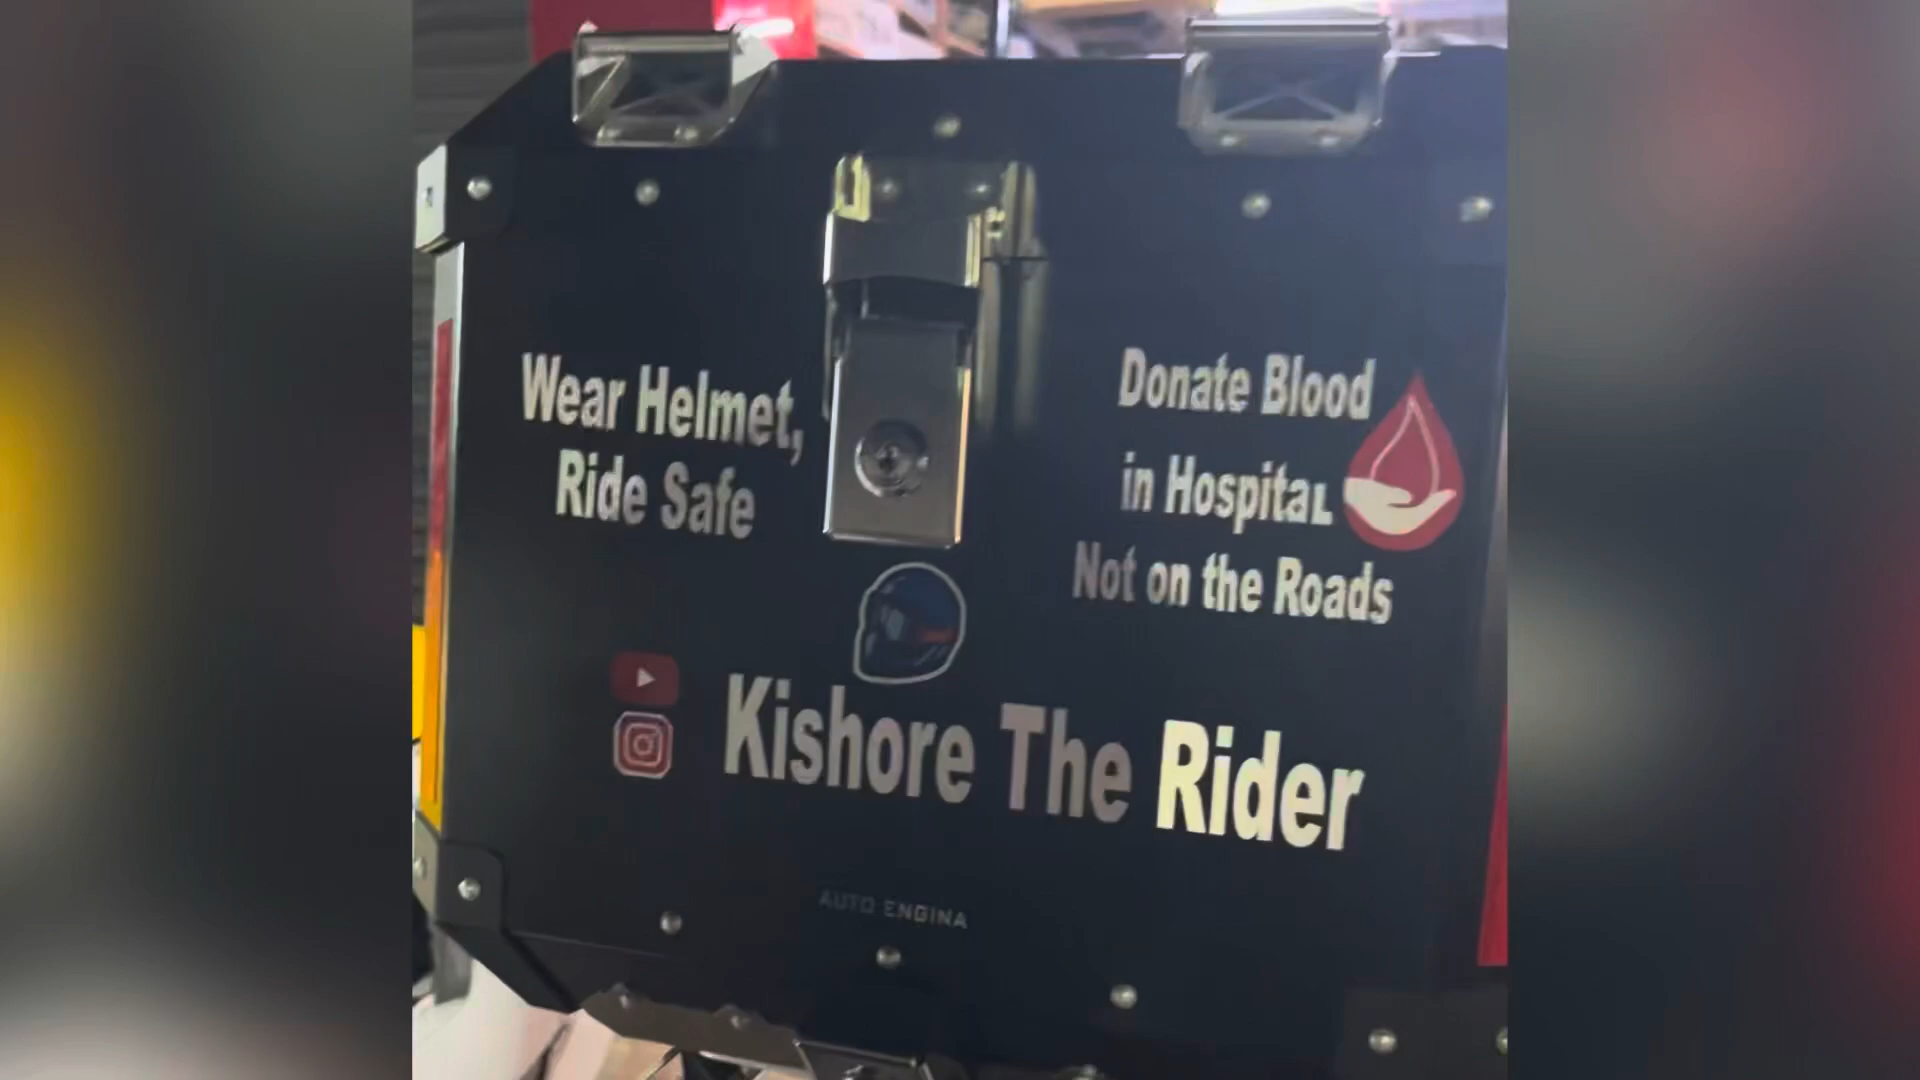 Wear Helmet,
Ride Safe
Donate Blood
in HospitaL
Not on the Roads
Kishore The Rider
AUTO ENGINA